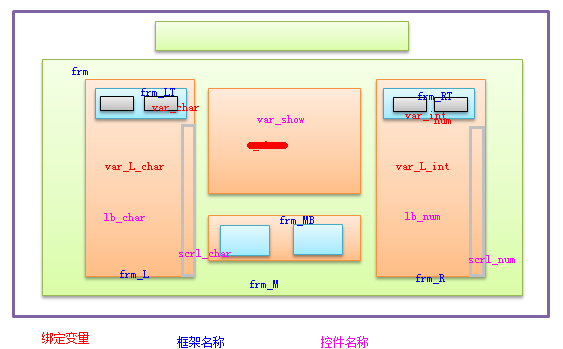 frm
frm_LT
frm_RT
var_char
var_int
num
var_show
var_L_char
var_L_int
lb_char
lb_num
frm_MB
scrl_char
scrl_num
frm_L
frm_R
frm_M
绑定变量
框架名称
控件名称